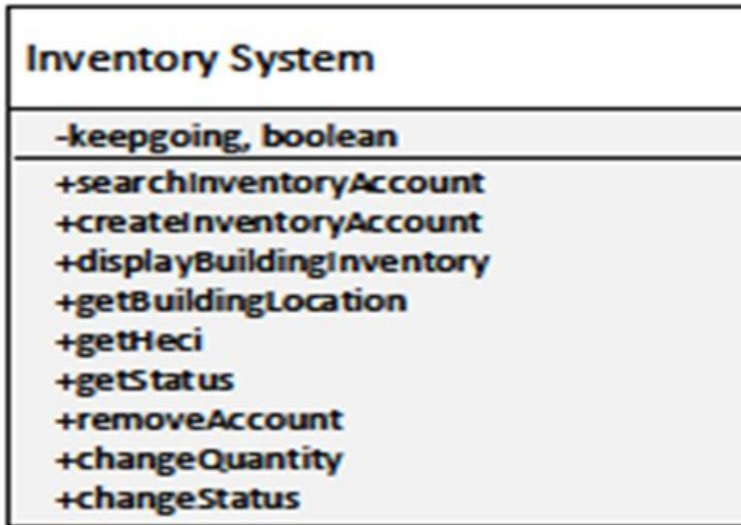 Inventory System
-keepgoing, boolean
+searchInventoryAccount
+createInventoryAccount
+displayBuildingInventory
+getBuildingLocation
+getHeci
+getStatus
+removeAccount
+changeQuantity
+changeStatus